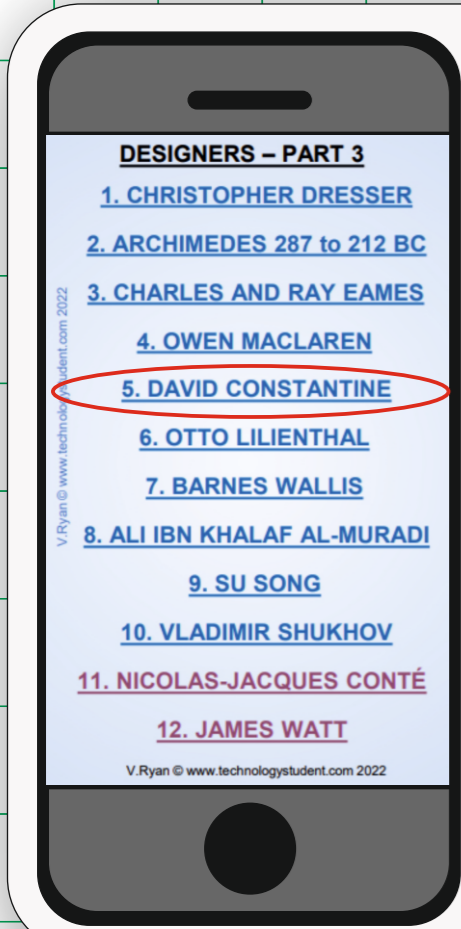 DESIGNERS – PART 3
1. CHRISTOPHER DRESSER
2. ARCHIMEDES 287 to 212 BC
3. CHARLES AND RAY EAMES
4. OWEN MACLAREN
5. DAVID CONSTANTINE
6. OTTO LILIENTHAL
7. BARNES WALLIS
8. ALI IBN KHALAF AL-MURADI
9. SU SONG
10. VLADIMIR SHUKHOV
11. NICOLAS-JACQUES CONTÉ
12. JAMES WATT
V.Ryan © www.technologystudent.com 2022
V.Ryan © www.technologystudent.com 2022